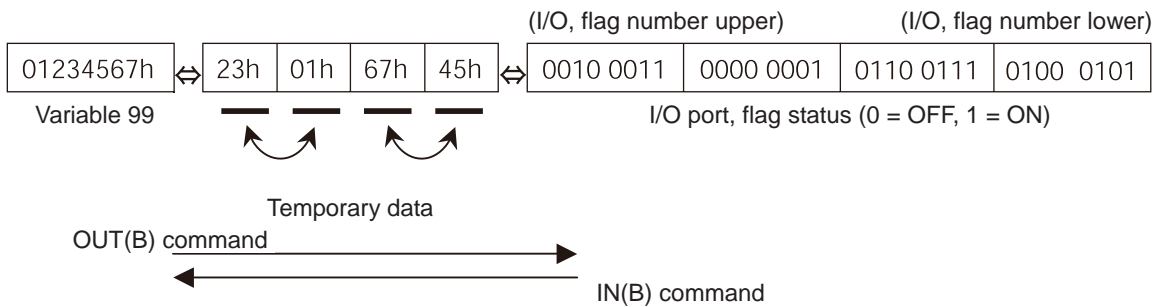 (I/O, flag number upper) (I/O, flag number lower)
01234567h ⇔ 23h 01h 67h 45h ⇔ 0010 0011 0000 0001 0110 0111 0100 0101
Variable 99 I/O port, flag status (0 = OFF, 1 = ON)
Temporary data
OUT(B) command
IN(B) command